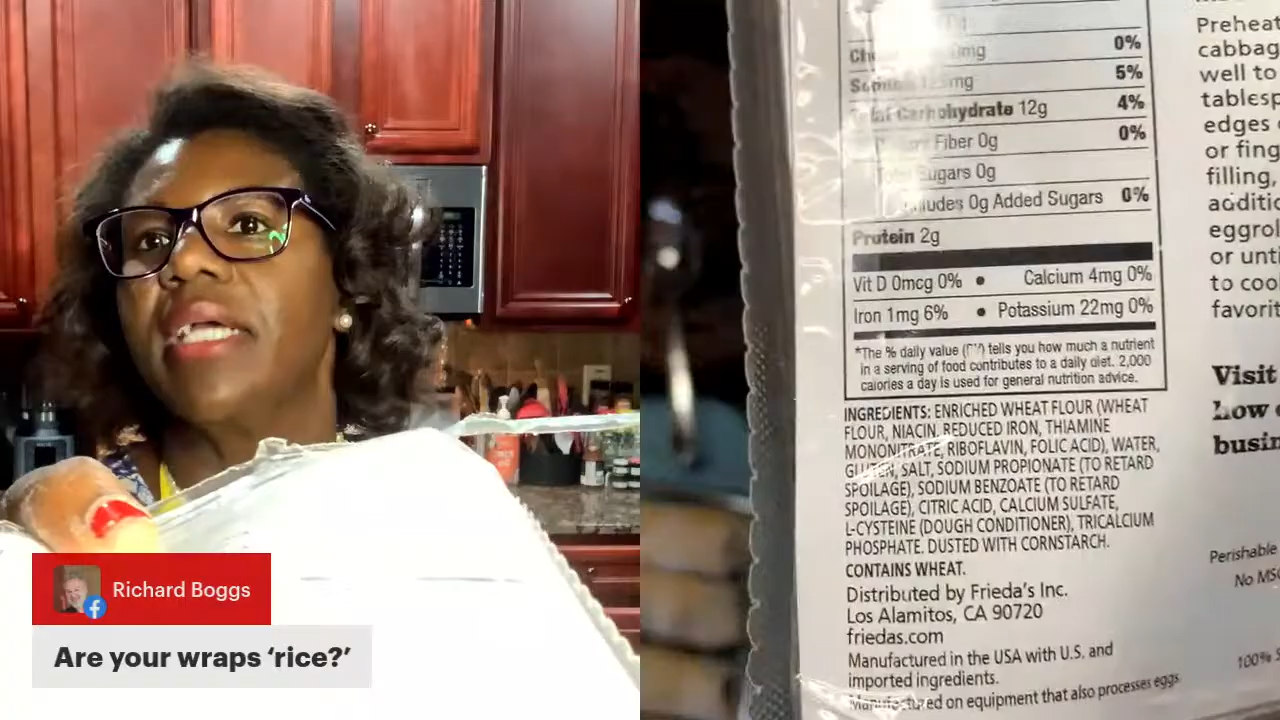 Richard Boggs
Are your wraps ‘rice?’
0%
5%
Total Carbohydrate 12g 4%
Fiber 0g 0%
Total Sugars 0g
Includes 0g Added Sugars 0%
Protein 2g
Vit D 0mcg 0% • Calcium 4mg 0%
Iron 1mg 6% • Potassium 22mg 0%
*The % daily value (DV) tells you how much a nutrient
in a serving of food contributes to a daily diet. 2,000
calories a day is used for general nutrition advice.
INGREDIENTS: ENRICHED WHEAT FLOUR (WHEAT
FLOUR, NIACIN, REDUCED IRON, THIAMINE
MONONITRATE, RIBOFLAVIN, FOLIC ACID), WATER,
GLUTEN, SALT, SODIUM PROPIONATE (TO RETARD
SPOILAGE), SODIUM BENZOATE (TO RETARD
SPOILAGE), CITRIC ACID, CALCIUM SULFATE,
L-CYSTEINE (DOUGH CONDITIONER), TRICALCIUM
PHOSPHATE. DUSTED WITH CORNSTARCH.
CONTAINS WHEAT.
Distributed by Frieda's Inc.
Los Alamitos, CA 90720
friedas.com
Manufactured in the USA with U.S. and
imported ingredients.
Manufactured on equipment that also processes eggs
Preheat
cabbag
well to
tablesp
edges
or fing
filling,
additio
eggrol
or unti
to cool
favorit
Visit
how
busin
Perishable
No MSG
100%